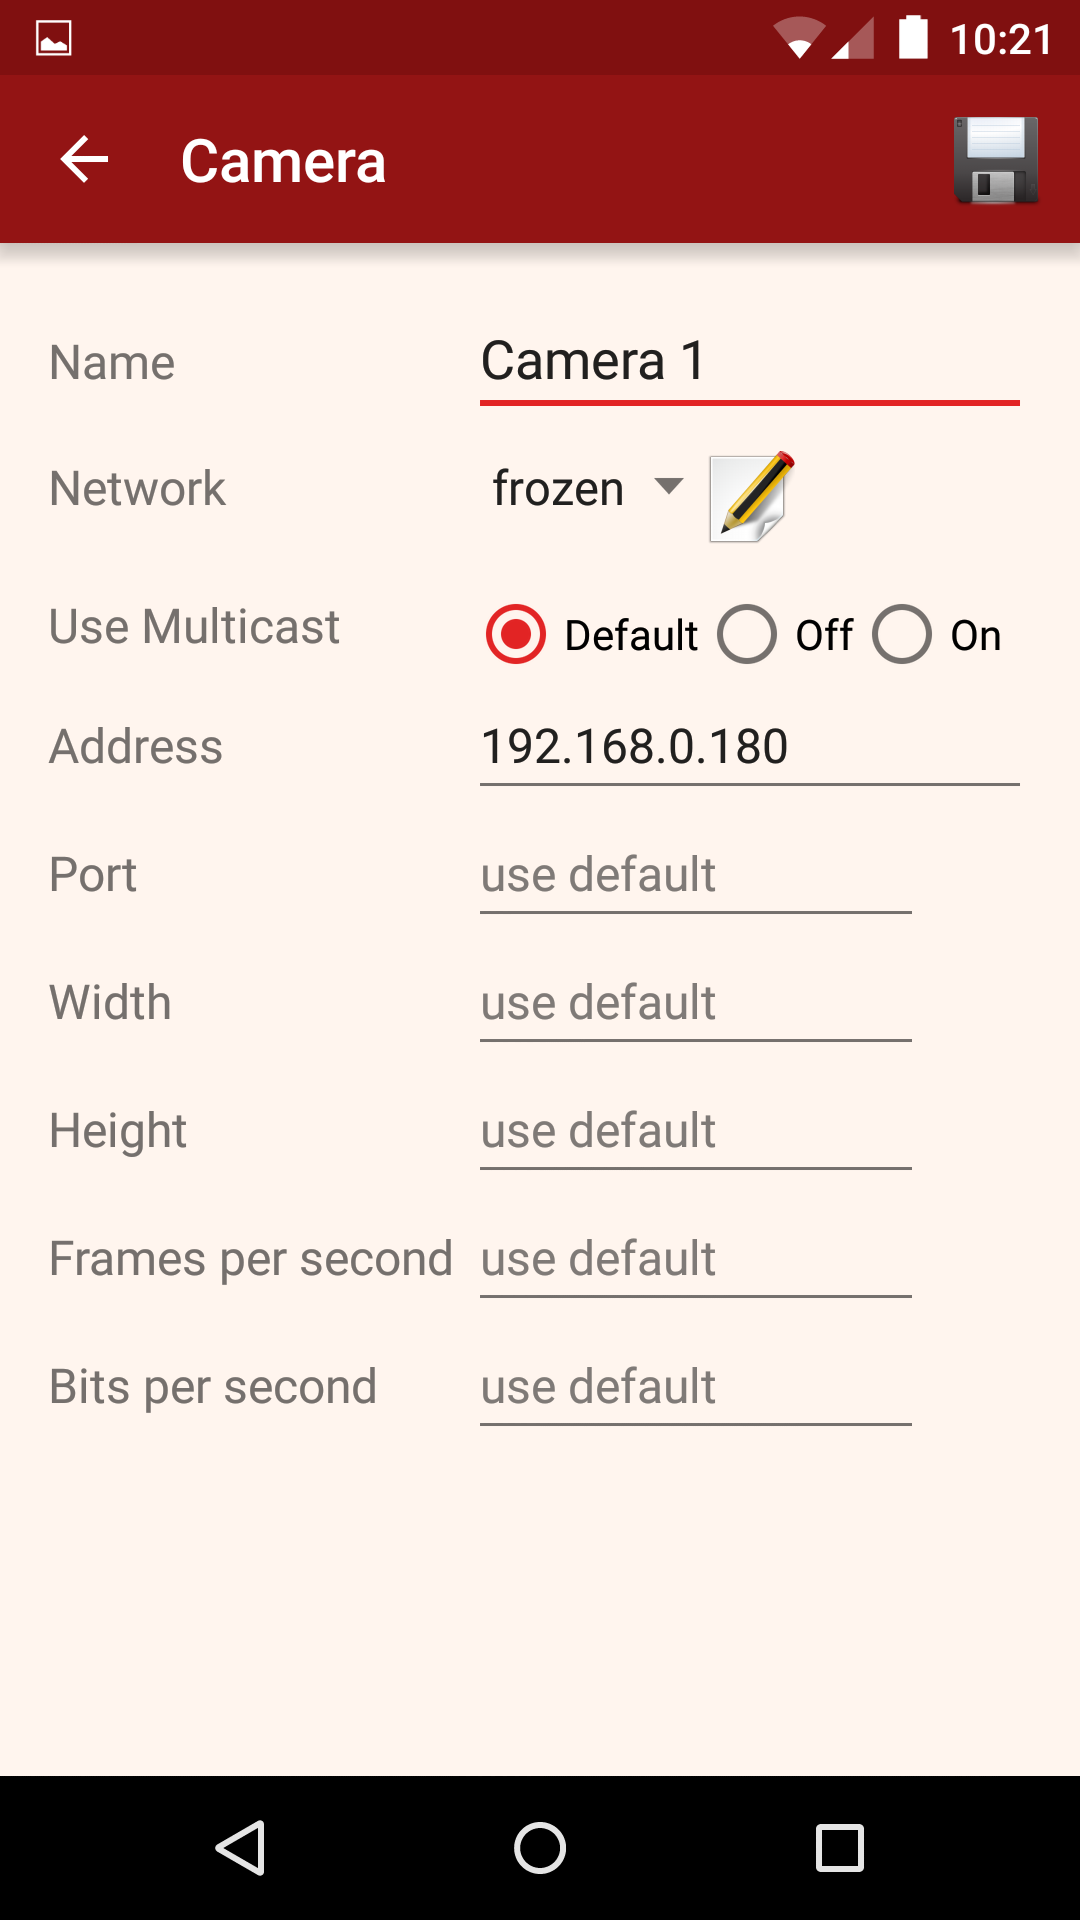 10:21
Camera
Name Camera 1
Network frozen
Use Multicast Default Off On
Address 192.168.0.180
Port use default
Width use default
Height use default
Frames per second use default
Bits per second use default